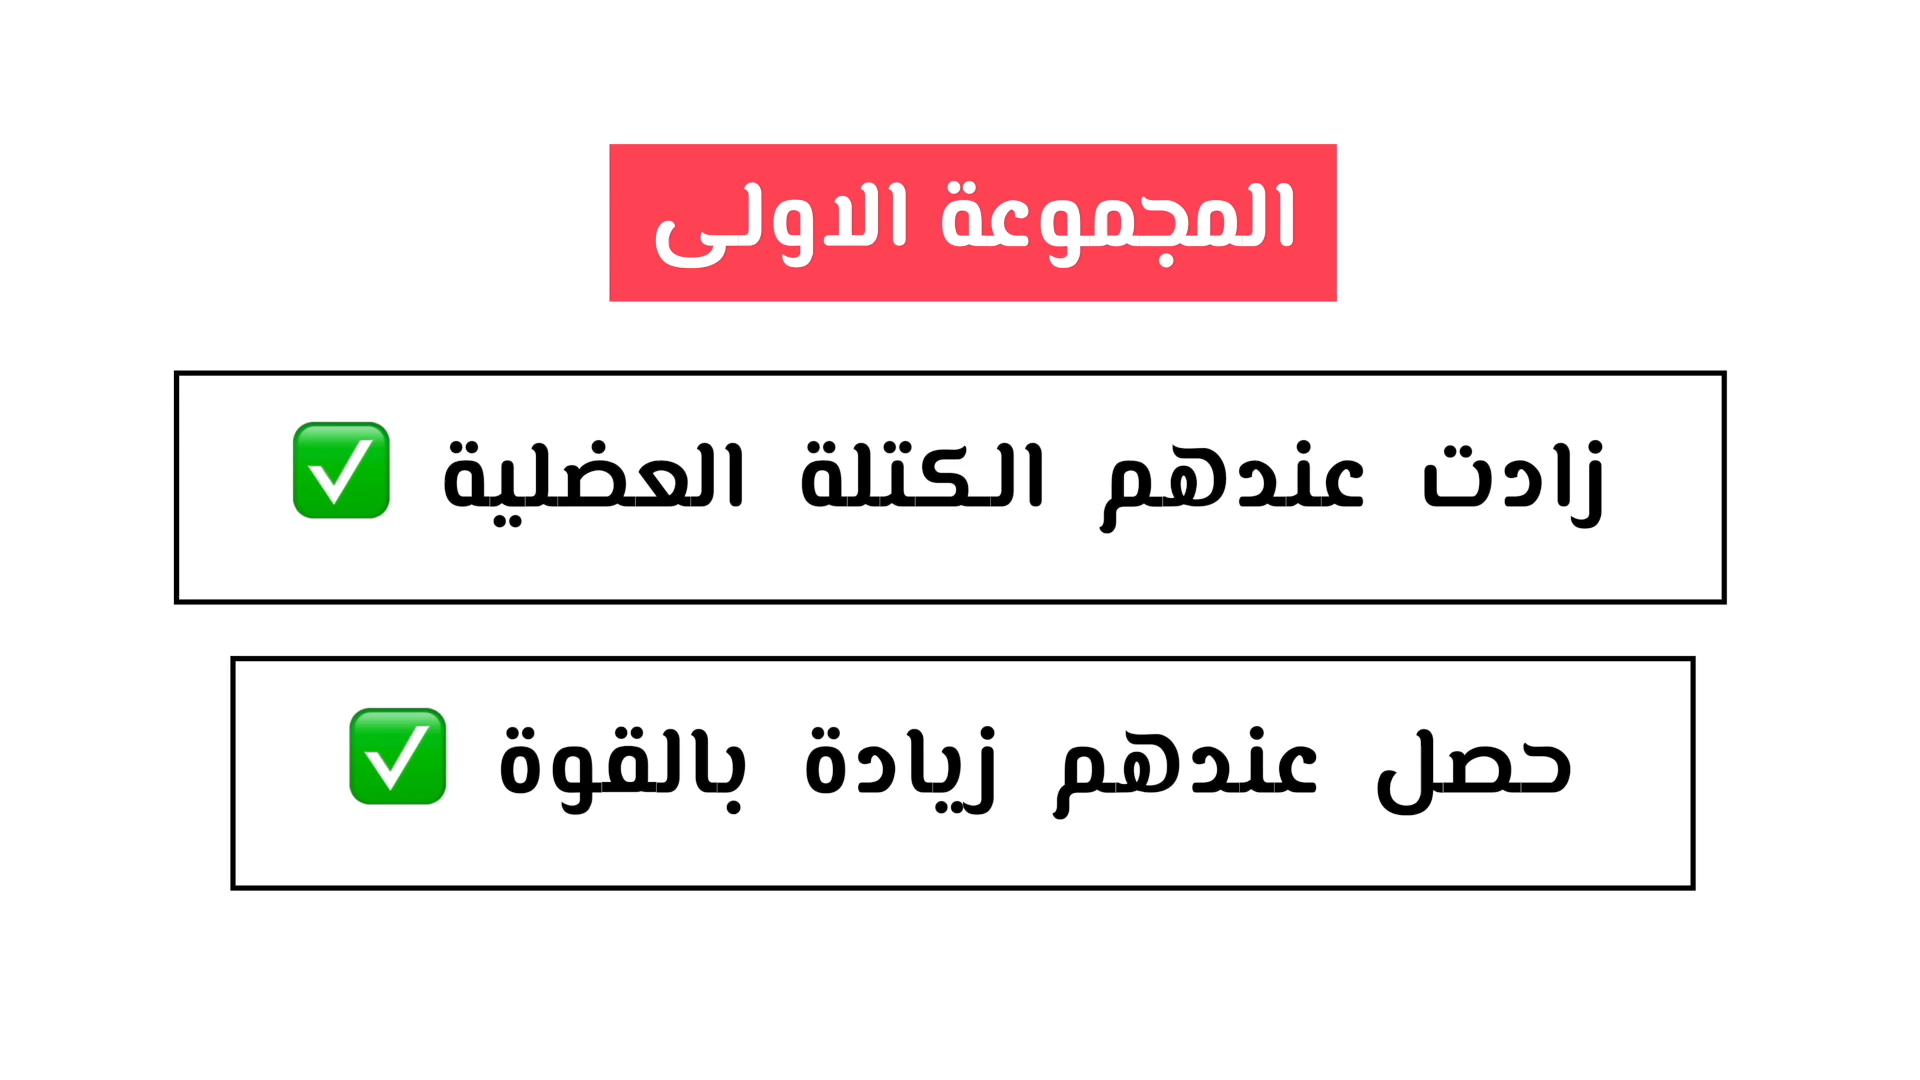 المجموعة الاولى
زادت عندهم الكتلة العضلية ✅
حصل عندهم زيادة بالقوة ✅